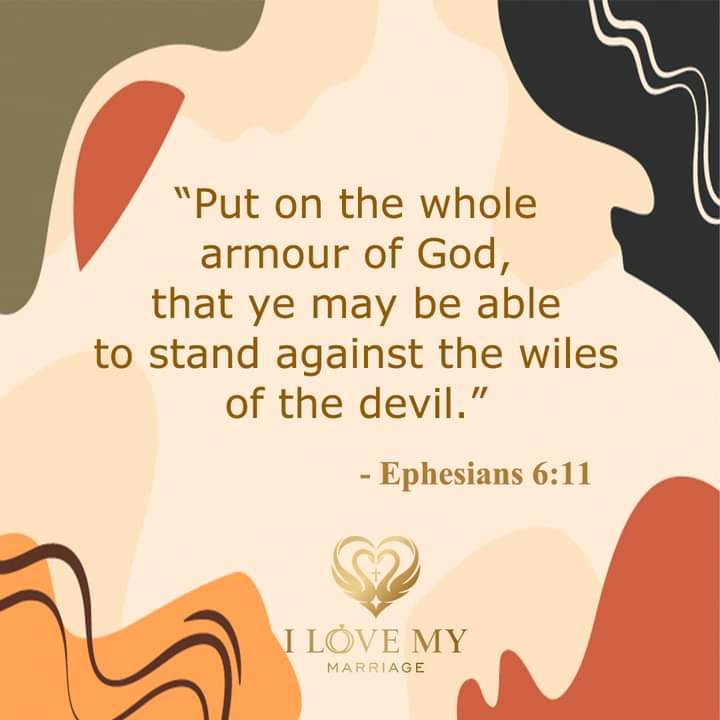 “Put on the whole
armour of God,
that ye may be able
to stand against the wiles
of the devil.”
- Ephesians 6:11
I LOVE MY
MARRIAGE